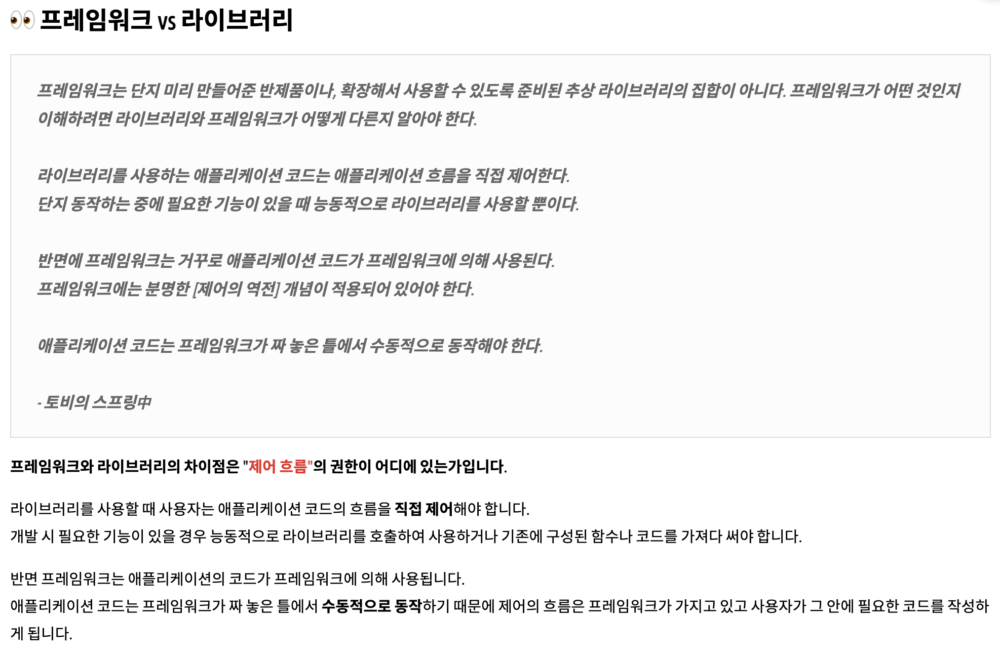 👀 프레임워크 vs 라이브러리
프레임워크는 단지 미리 만들어준 반제품이나, 확장해서 사용할 수 있도록 준비된 추상 라이브러리의 집합이 아니다. 프레임워크가 어떤 것인지
이해하려면 라이브러리와 프레임워크가 어떻게 다른지 알아야 한다.
라이브러리를 사용하는 애플리케이션 코드는 애플리케이션 흐름을 직접 제어한다.
단지 동작하는 중에 필요한 기능이 있을 때 능동적으로 라이브러리를 사용할 뿐이다.
반면에 프레임워크는 거꾸로 애플리케이션 코드가 프레임워크에 의해 사용된다.
프레임워크에는 분명한 [제어의 역전] 개념이 적용되어 있어야 한다.
애플리케이션 코드는 프레임워크가 짜 놓은 틀에서 수동적으로 동작해야 한다.
- 토비의 스프링中
프레임워크와 라이브러리의 차이점은 "제어 흐름"의 권한이 어디에 있는가입니다.
라이브러리를 사용할 때 사용자는 애플리케이션 코드의 흐름을 직접 제어해야 합니다.
개발 시 필요한 기능이 있을 경우 능동적으로 라이브러리를 호출하여 사용하거나 기존에 구성된 함수나 코드를 가져다 써야 합니다.
반면 프레임워크는 애플리케이션의 코드가 프레임워크에 의해 사용됩니다.
애플리케이션 코드는 프레임워크가 짜 놓은 틀에서 수동적으로 동작하기 때문에 제어의 흐름은 프레임워크가 가지고 있고 사용자가 그 안에 필요한 코드를 작성하
게 됩니다.